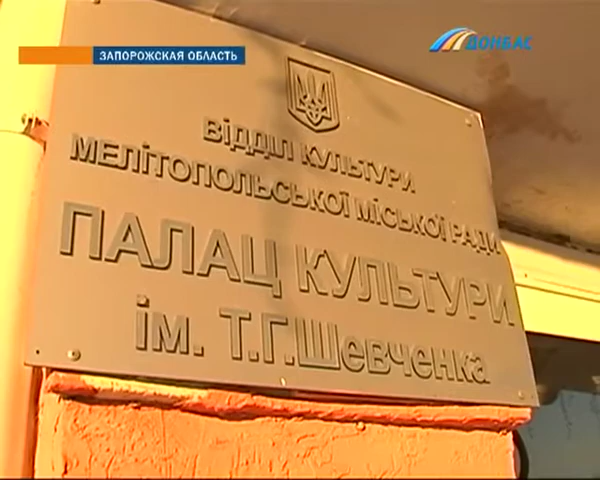 ЗАПОРОЖСКАЯ ОБЛАСТЬ
ДОНБАС
Відділ культури
Мелітопольської міської ради
Палац культури
ім. Т.Г.Шевченка